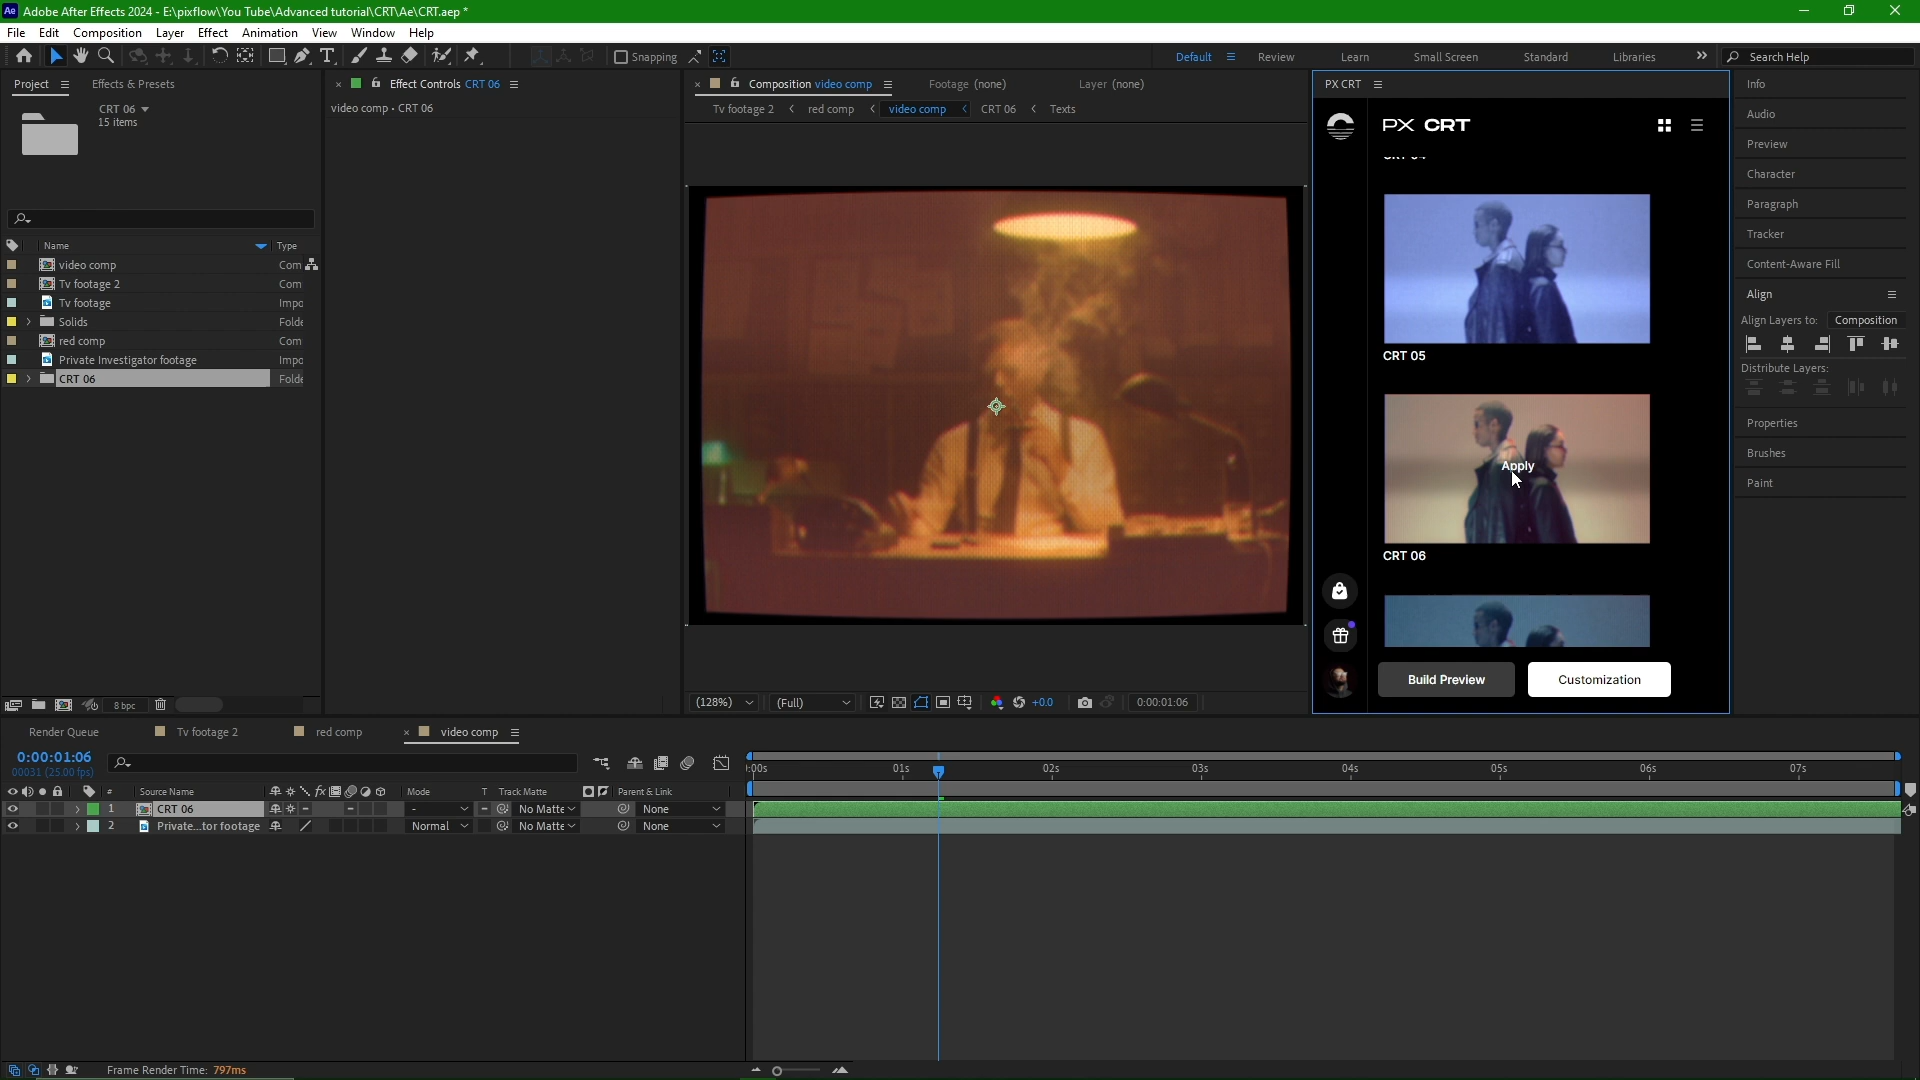 Ae Adobe After Effects 2024 - E:\pixflow\You Tube\Advanced tutorial\CRT\Ae\CRT.aep *
File Edit Composition Layer Effect Animation View Window Help
Snapping
Default Review Learn Small Screen Standard Libraries Search Help
Project Effects & Presets
CRT 06
15 items
Name Type
video comp Com
Tv footage 2 Com
Tv footage Impo
Solids Folde
red comp Com
Private Investigator footage Impo
CRT 06 Folde
8 bpc
Effect Controls CRT 06
video comp • CRT 06
Composition video comp Footage (none) Layer (none)
Tv footage 2 red comp video comp CRT 06 Texts
(128%) (Full) +0.0 0:00:01:06
PX CRT
PX CRT
CRT 04
CRT 05
Apply
CRT 06
Build Preview Customization
Info
Audio
Preview
Character
Paragraph
Tracker
Content-Aware Fill
Align
Align Layers to: Composition
Distribute Layers:
Properties
Brushes
Paint
Render Queue Tv footage 2 red comp video comp
0:00:01:06
00031 (25.00 fps)
:00s 01s 02s 03s 04s 05s 06s 07s
# Source Name fx Mode T Track Matte Parent & Link
1 CRT 06 - No Matte None
2 Private...tor footage Normal No Matte None
Frame Render Time: 797ms